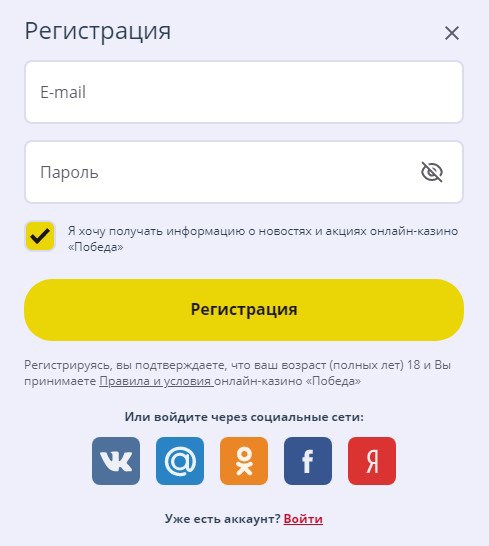 Регистрация
E-mail
Пароль
Я хочу получать информацию о новостях и акциях онлайн-казино
«Победа»
Регистрация
Регистрируясь, вы подтверждаете, что ваш возраст (полных лет) 18 и Вы
принимаете Правила и условия онлайн-казино «Победа»
Или войдите через социальные сети:
Уже есть аккаунт? Войти